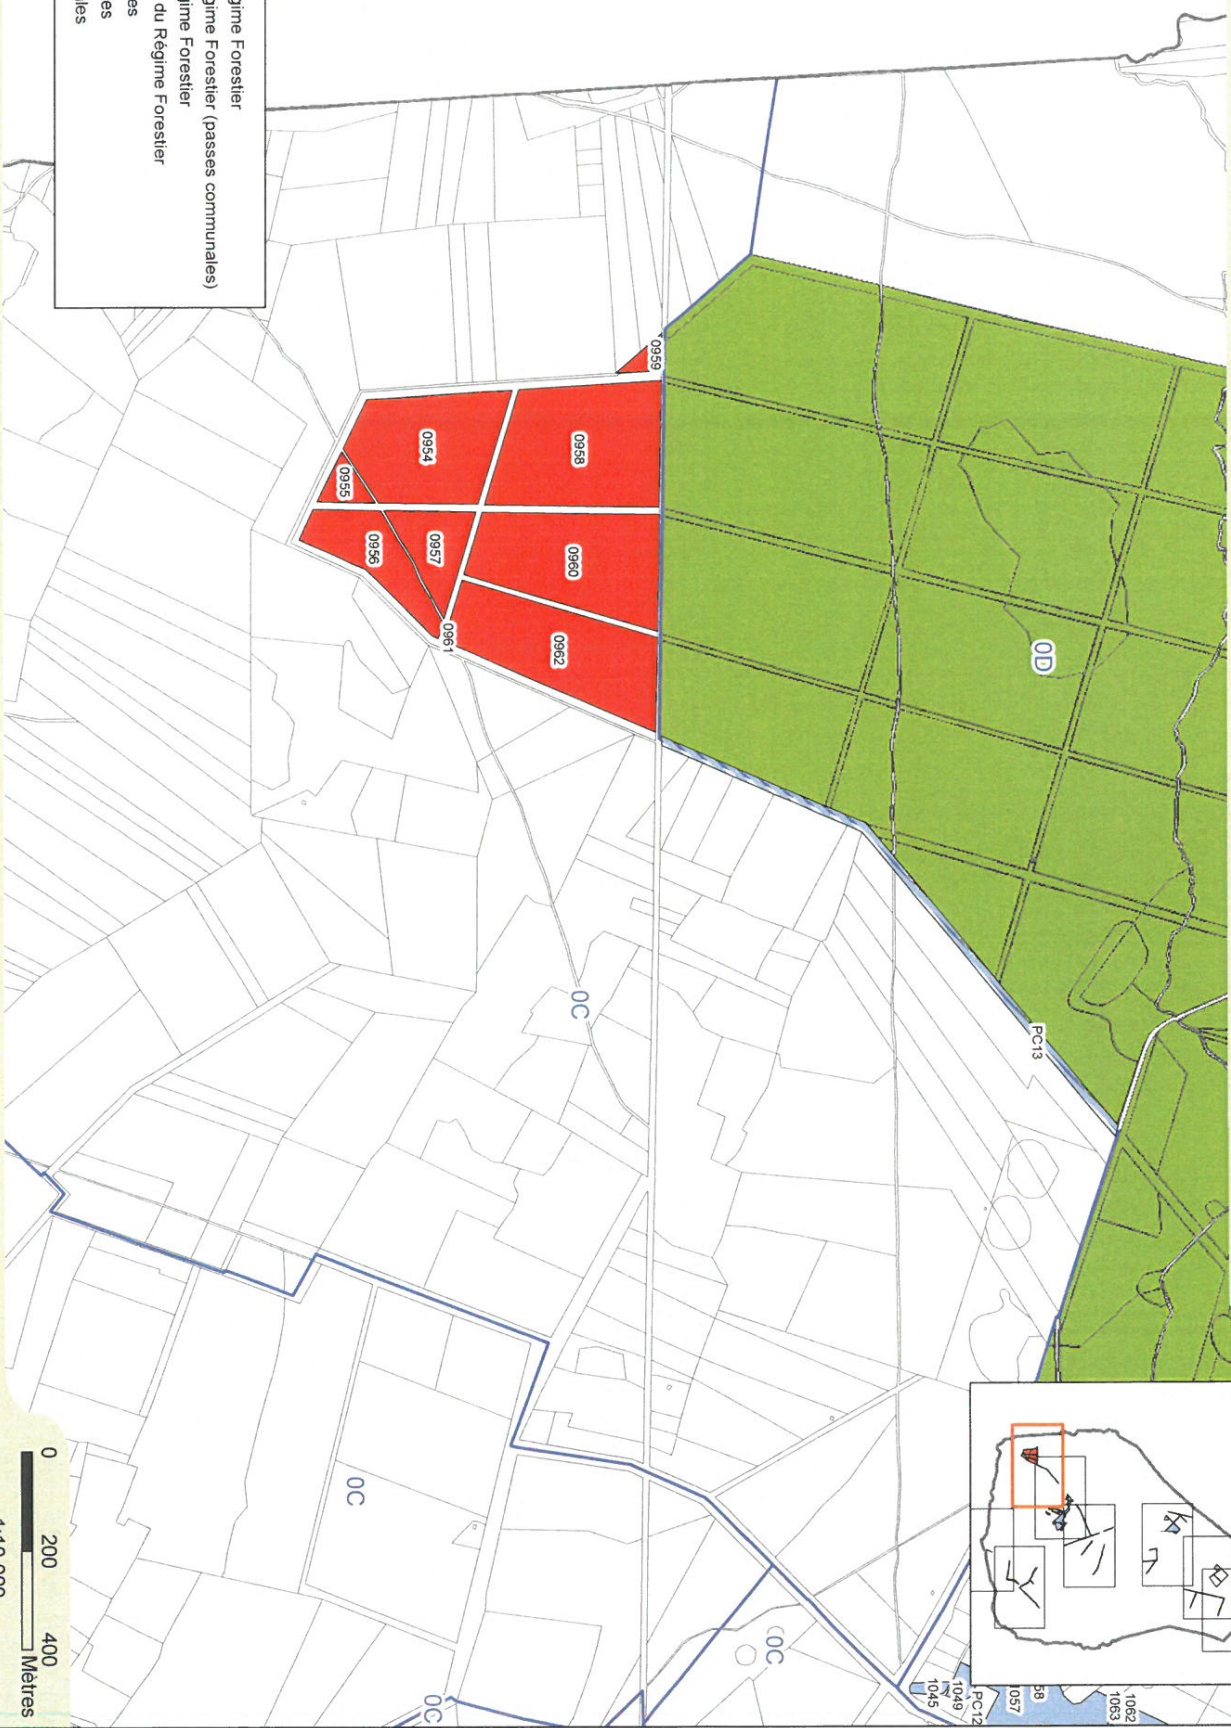 gime Forestier
gime Forestier (passes communales)
gime Forestier
du Régime Forestier
es
es
les
0959
0958
0954
0955
0956
0957
0960
0961
0962
0D
PC13
0C
0C
0C
0C
1062
1063
58
1057
PC12
1049
1045
0 200 400
Mètres